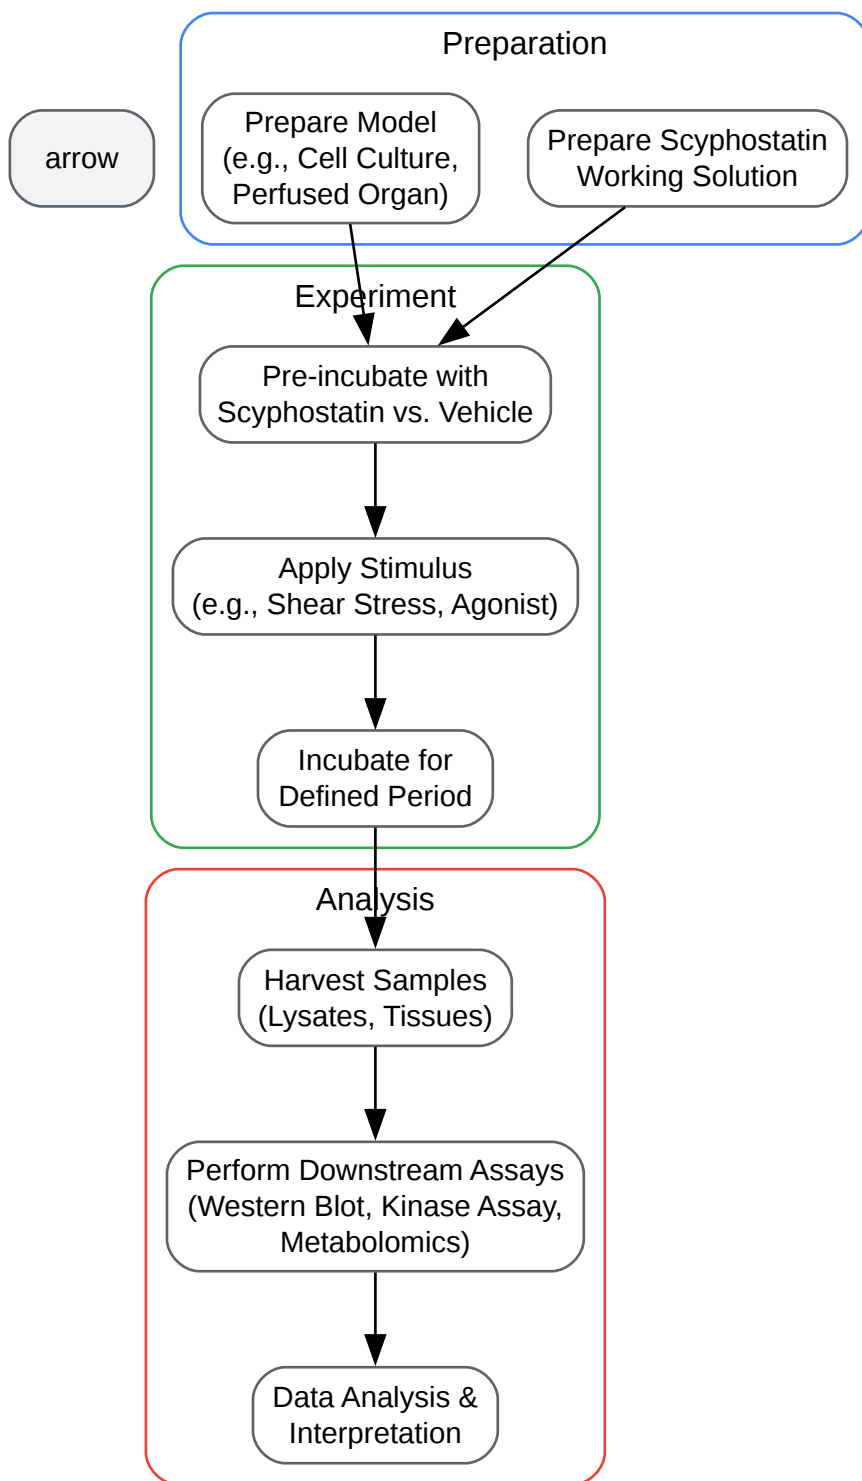 Preparation
arrow
Prepare Model
(e.g., Cell Culture,
Perfused Organ)
Prepare Scyphostatin
Working Solution
Experiment
Pre-incubate with
Scyphostatin vs. Vehicle
Apply Stimulus
(e.g., Shear Stress, Agonist)
Incubate for
Defined Period
Analysis
Harvest Samples
(Lysates, Tissues)
Perform Downstream Assays
(Western Blot, Kinase Assay,
Metabolomics)
Data Analysis &
Interpretation